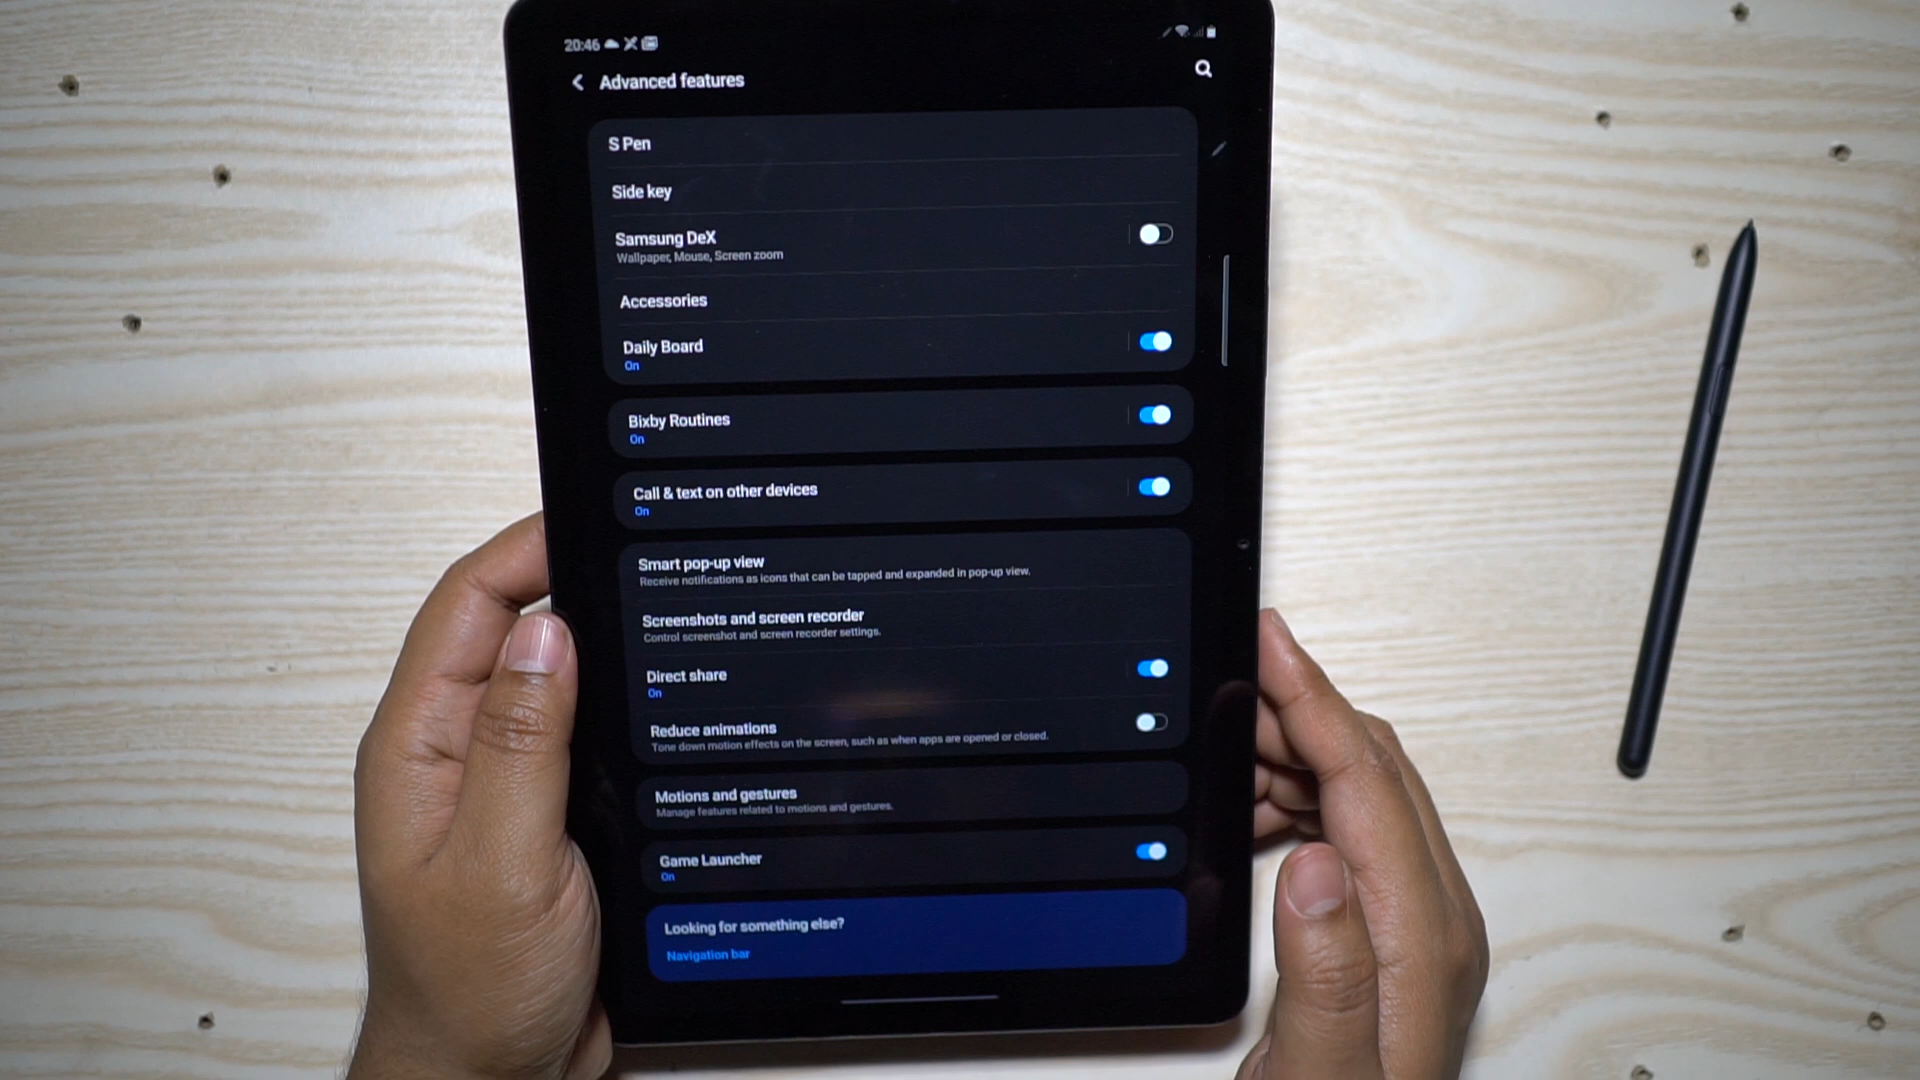 20:46
Advanced features
S Pen
Side key
Samsung DeX
Wallpaper, Mouse, Screen zoom
Accessories
Daily Board
On
Bixby Routines
On
Call & text on other devices
On
Smart pop-up view
Receive notifications as icons that can be tapped and expanded in pop-up view.
Screenshots and screen recorder
Control screenshot and screen recorder settings.
Direct share
On
Reduce animations
Tone down motion effects on the screen, such as when apps are opened or closed.
Motions and gestures
Manage features related to motions and gestures.
Game Launcher
On
Looking for something else?
Navigation bar